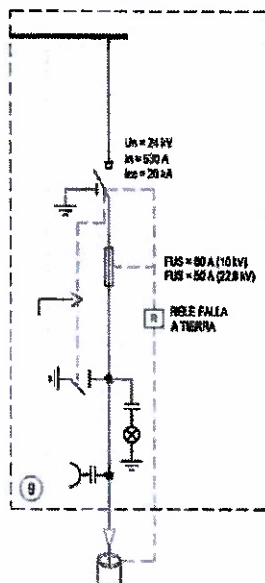 Un = 24 kV
In = 630 A
Icc = 20 kA
FUS = 80 A (10 kV)
FUS = 50 A (22.9 kV)
R
RELÉ FALLA
A TIERRA
9